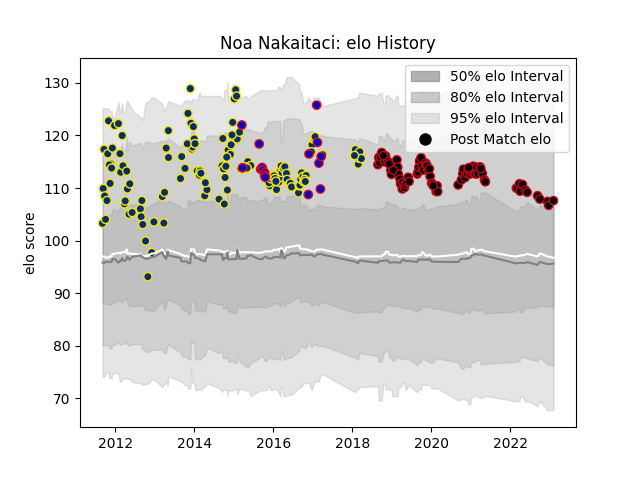 Noa Nakaitaci: elo History
50% elo Interval
80% elo Interval
95% elo Interval
Post Match elo
elo score
130
120
110
100
90
80
70
2012 2014 2016 2018 2020 2022